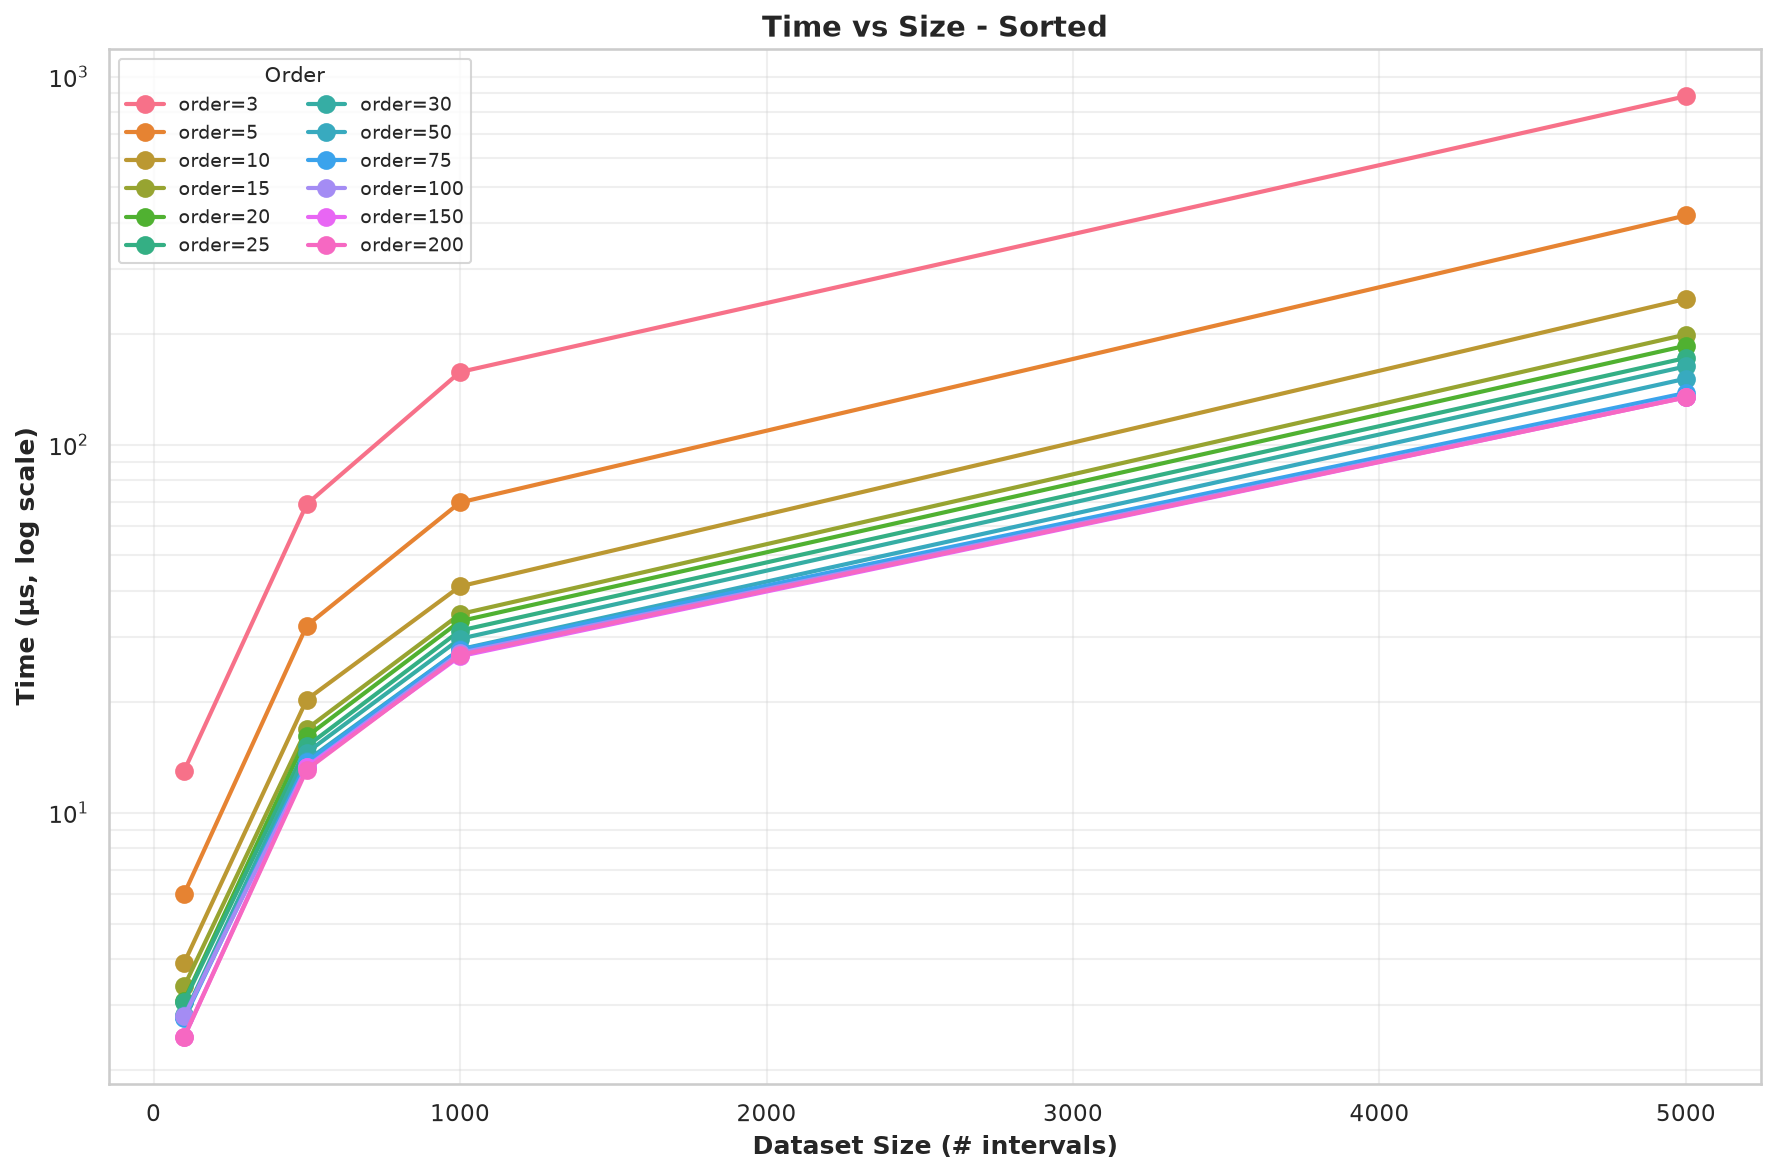 Time vs Size - Sorted
Order
order=3
order=5
order=10
order=15
order=20
order=25
order=30
order=50
order=75
order=100
order=150
order=200
Time (µs, log scale)
10³
10²
10¹
0 1000 2000 3000 4000 5000
Dataset Size (# intervals)